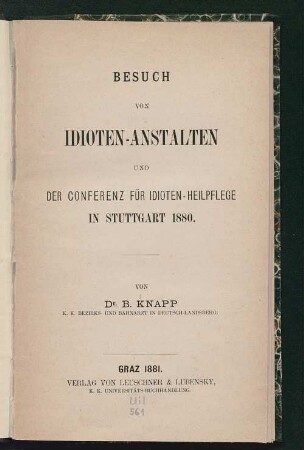 BESUCH
VON
IDIOTEN-ANSTALTEN
UND
DER CONFERENZ FÜR IDIOTEN-HEILPFLEGE
IN STUTTGART 1880.
VON
Dr. B. KNAPP
K. K. BEZIRKS- UND BAHNARZT IN DEUTSCH-LANDSBERG.
GRAZ 1881.
VERLAG VON LEUSCHNER & LUBENSKY,
K. K. UNIVERSITÄTS-BUCHHANDLUNG.
561